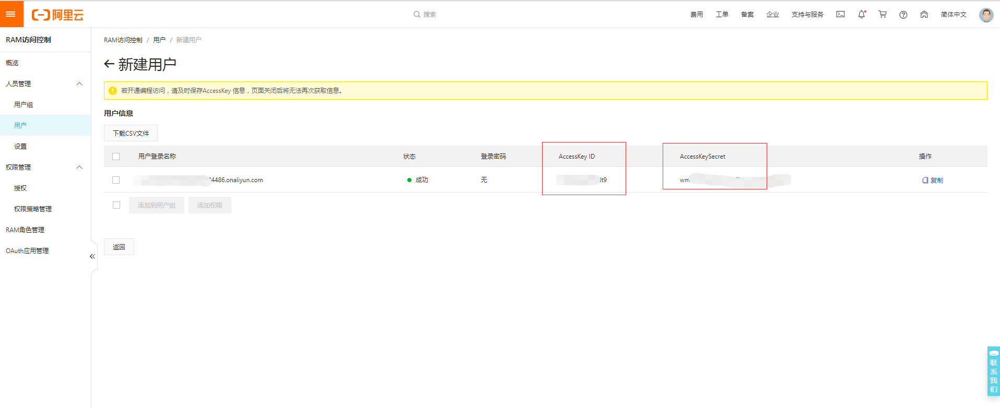 阿里云
搜索
费用 工单 备案 企业 支持与服务 简体中文
RAM访问控制
概览
人员管理
用户组
用户
设置
权限管理
授权
权限策略管理
RAM角色管理
OAuth应用管理
RAM访问控制 / 用户 / 新建用户
新建用户
若开通编程访问，请及时保存AccessKey 信息，页面关闭后将无法再次获取信息。
用户信息
下载CSV文件
用户登录名称 状态 登录密码 AccessKey ID AccessKeySecret 操作
4486.onaliyun.com 成功 无 t9 wm 复制
添加到用户组 添加权限
返回
联系我们